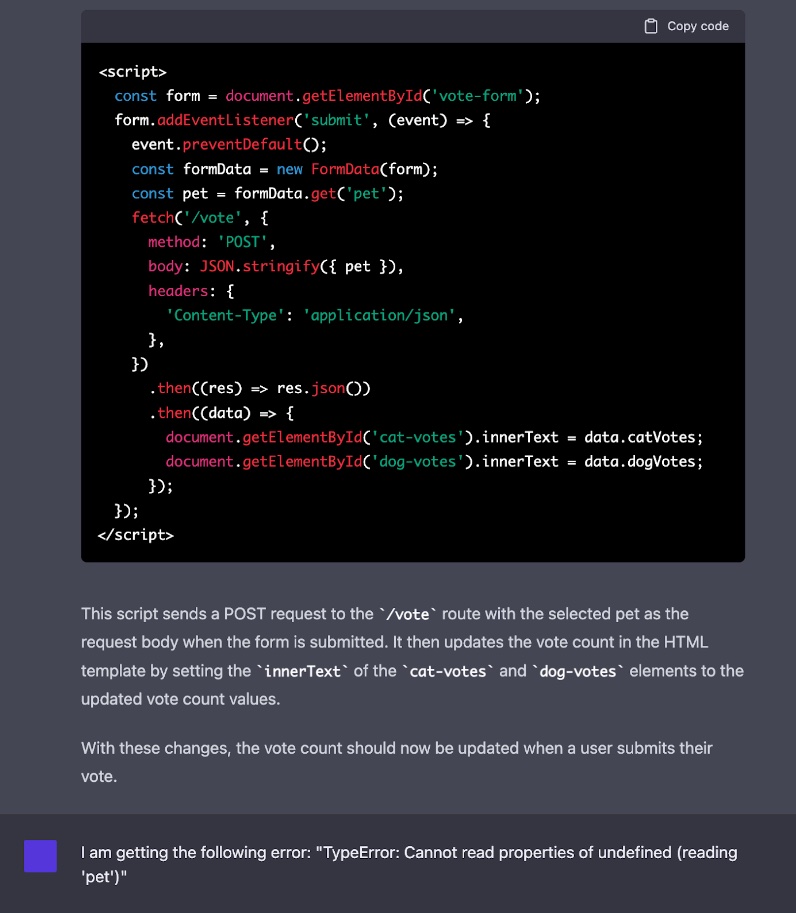 Copy code
<script>
const form = document.getElementById('vote-form');
form.addEventListener('submit', (event) => {
event.preventDefault();
const formData = new FormData(form);
const pet = formData.get('pet');
fetch('/vote', {
method: 'POST',
body: JSON.stringify({ pet }),
headers: {
'Content-Type': 'application/json',
},
})
.then((res) => res.json())
.then((data) => {
document.getElementById('cat-votes').innerText = data.catVotes;
document.getElementById('dog-votes').innerText = data.dogVotes;
});
});
</script>
This script sends a POST request to the `/vote` route with the selected pet as the
request body when the form is submitted. It then updates the vote count in the HTML
template by setting the `innerText` of the `cat-votes` and `dog-votes` elements to the
updated vote count values.
With these changes, the vote count should now be updated when a user submits their
vote.
I am getting the following error: "TypeError: Cannot read properties of undefined (reading
'pet')"